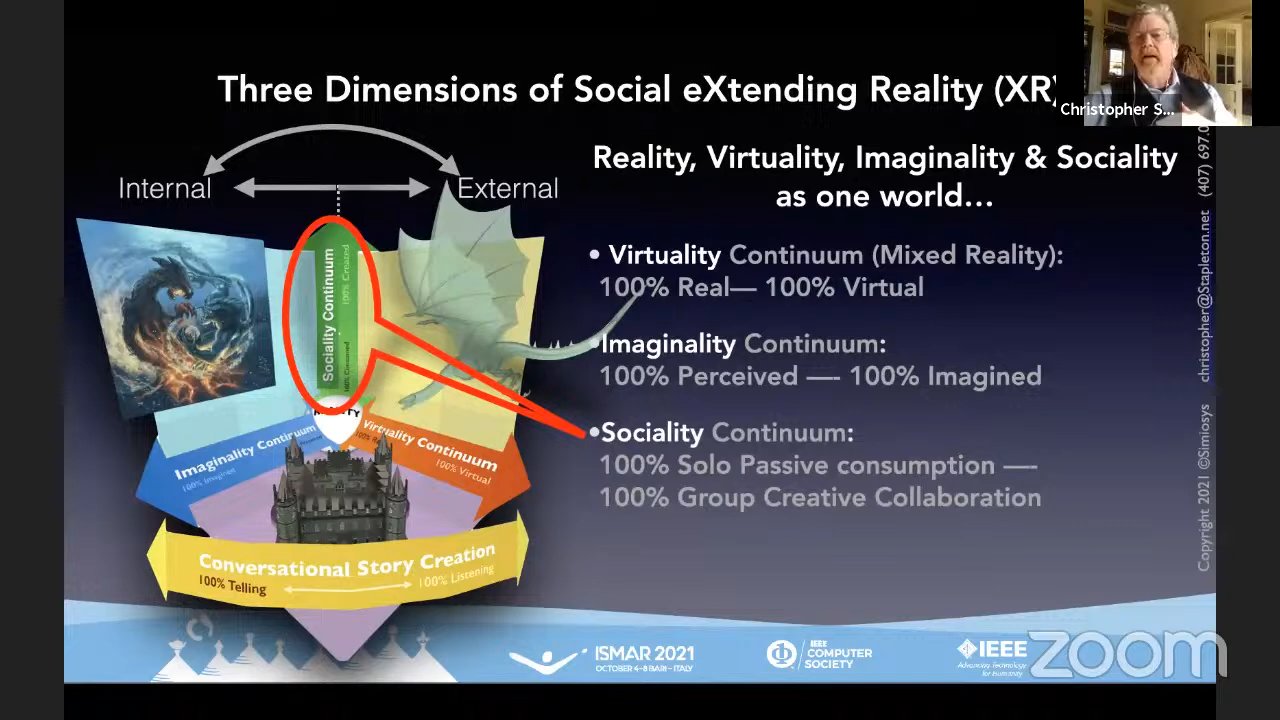 Three Dimensions of Social eXtending Reality (XR)
Christopher S...
Internal
External
Reality, Virtuality, Imaginality & Sociality
as one world...
• Virtuality Continuum (Mixed Reality):
100% Real— 100% Virtual
•Imaginality Continuum:
100% Perceived —- 100% Imagined
•Sociality Continuum:
100% Solo Passive consumption —-
100% Group Creative Collaboration
Sociality Continuum
100% Consumed
100% Created
Imaginality Continuum
100% Imagined
Virtuality Continuum
100% Virtual
Conversational Story Creation
100% Telling
100% Listening
Copyright 2021 ©Simiosys christopher@Stapleton.net (407) 697.0
ISMAR 2021
OCTOBER 4-8 BARI - ITALY
IEEE
COMPUTER
SOCIETY
IEEE
Advancing Technology
for Humanity
zoom